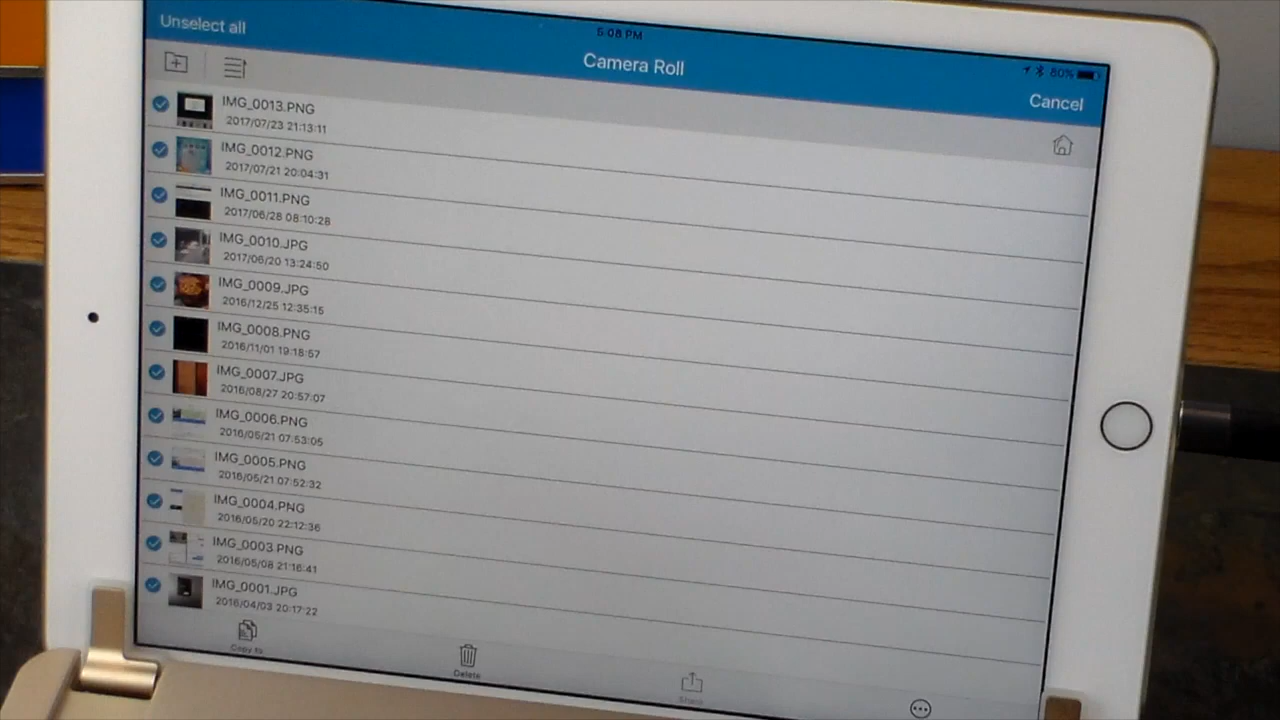 5:08 PM
80%
Unselect all
Camera Roll
Cancel
IMG_0013.PNG
2017/07/23 21:13:11
IMG_0012.PNG
2017/07/21 20:04:31
IMG_0011.PNG
2017/06/28 08:10:28
IMG_0010.JPG
2017/06/20 13:24:50
IMG_0009.JPG
2016/12/25 12:35:15
IMG_0008.PNG
2016/11/01 19:18:57
IMG_0007.JPG
2016/08/27 20:57:07
IMG_0006.PNG
2016/05/21 07:53:05
IMG_0005.PNG
2016/05/21 07:52:32
IMG_0004.PNG
2016/05/20 22:12:36
IMG_0003.PNG
2016/05/08 21:16:41
IMG_0001.JPG
2016/04/03 20:17:22
Copy to
Delete
Share